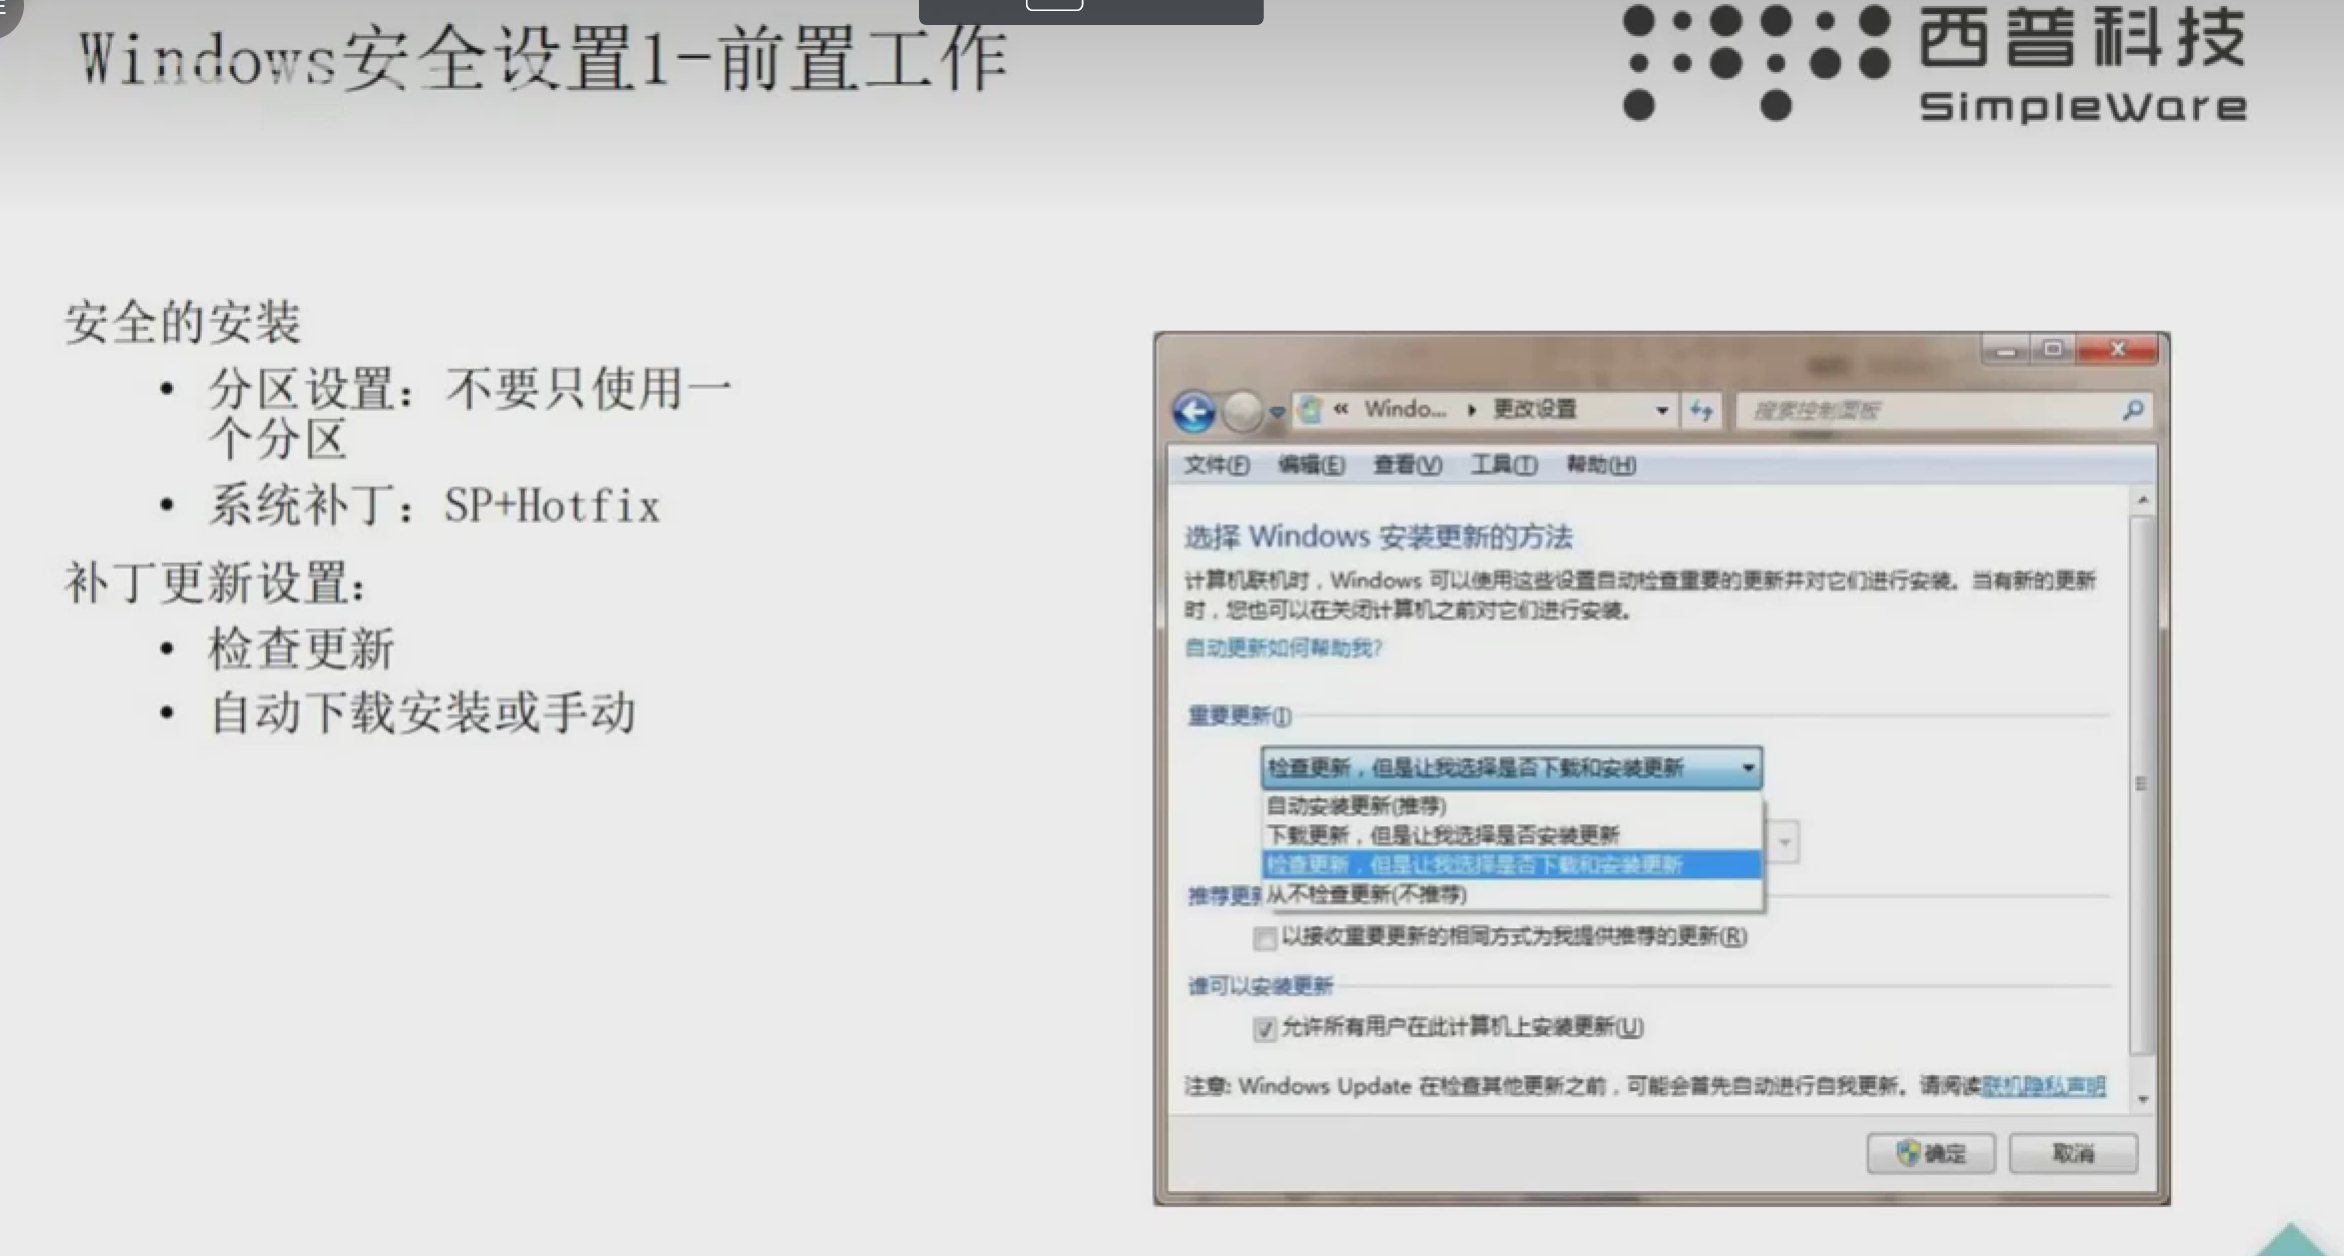 Windows安全设置1-前置工作
西普科技
SimpleWare
安全的安装
• 分区设置：不要只使用一
个分区
• 系统补丁：SP+Hotfix
补丁更新设置：
• 检查更新
• 自动下载安装或手动
« Windo... 更改设置
搜索控制面板
文件(F) 编辑(E) 查看(V) 工具(T) 帮助(H)
选择 Windows 安装更新的方法
计算机联机时，Windows 可以使用这些设置自动检查重要的更新并对它们进行安装。当有新的更新
时，您也可以在关闭计算机之前对它们进行安装。
自动更新如何帮助我?
重要更新(I)
检查更新，但是让我选择是否下载和安装更新
自动安装更新(推荐)
下载更新，但是让我选择是否安装更新
检查更新，但是让我选择是否下载和安装更新
从不检查更新(不推荐)
推荐更新
以接收重要更新的相同方式为我提供推荐的更新(R)
谁可以安装更新
允许所有用户在此计算机上安装更新(U)
注意: Windows Update 在检查其他更新之前，可能会首先自动进行自我更新。请阅读联机隐私声明
确定 取消